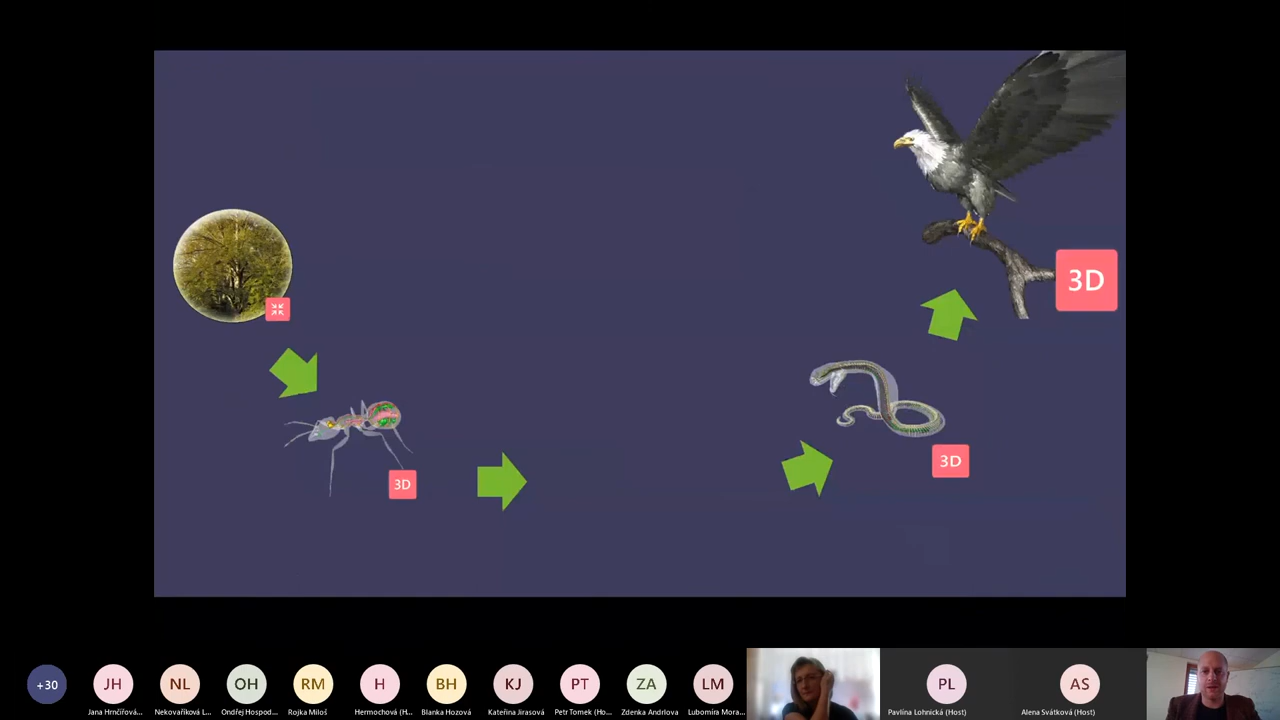 3D
3D
3D
+30
JH
NL
OH
RM
H
BH
KJ
PT
ZA
LM
PL
AS
Jana Hrnčířová...
Nekovaříková L...
Ondřej Hospod...
Rojka Miloš
Hermochová (H...
Blanka Hozová
Kateřina Jirasová
Petr Tomek (Ho...
Zdenka Andrlova
Lubomíra Mora...
Pavlína Lohnická (Host)
Alena Svátková (Host)